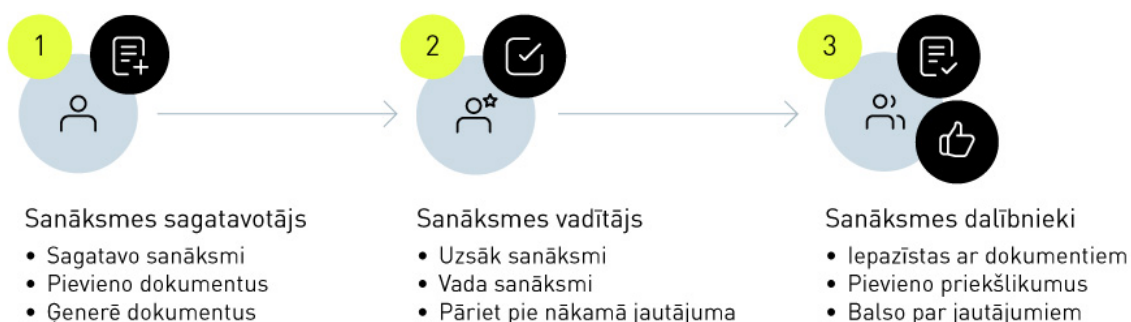 1
2
3
Sanāksmes sagatavotājs
• Sagatavo sanāksmi
• Pievieno dokumentus
• Ģenerē dokumentus
Sanāksmes vadītājs
• Uzsāk sanāksmi
• Vada sanāksmi
• Pāriet pie nākamā jautājuma
Sanāksmes dalībnieki
• Iepazīstas ar dokumentiem
• Pievieno priekšlikumus
• Balso par jautājumiem